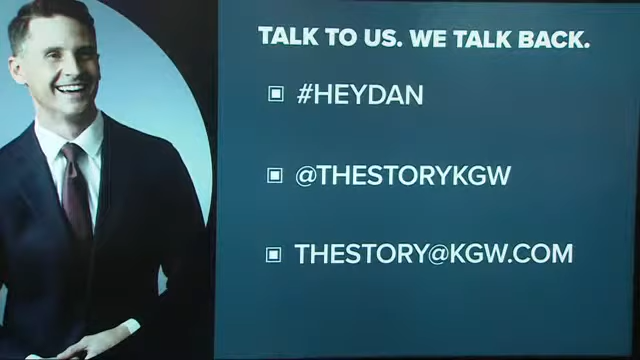 TALK TO US. WE TALK BACK.
#HEYDAN
@THESTORYKGW
THESTORY@KGW.COM